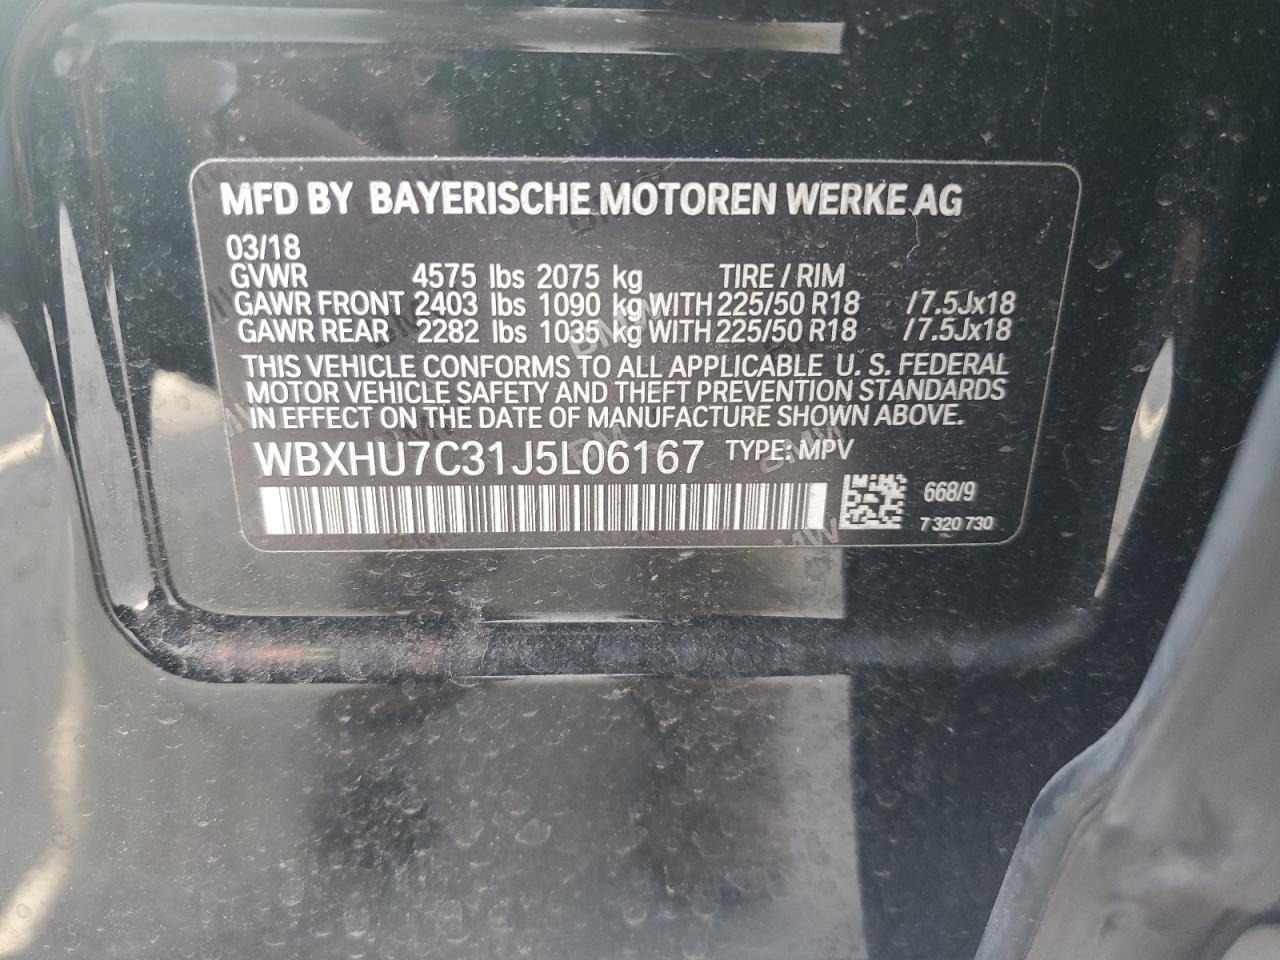 MFD BY BAYERISCHE MOTOREN WERKE AG
03/18
GVWR 4575 lbs 2075 kg TIRE / RIM
GAWR FRONT 2403 lbs 1090 kg WITH 225/50 R18 /7.5Jx18
GAWR REAR 2282 lbs 1035 kg WITH 225/50 R18 /7.5Jx18
THIS VEHICLE CONFORMS TO ALL APPLICABLE U. S. FEDERAL
MOTOR VEHICLE SAFETY AND THEFT PREVENTION STANDARDS
IN EFFECT ON THE DATE OF MANUFACTURE SHOWN ABOVE.
WBXHU7C31J5L06167 TYPE: MPV
668/9
7 320 730